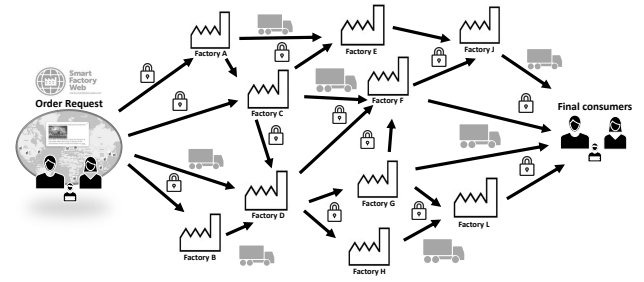 Smart
Factory
Web
Order Request
Factory A
Factory B
Factory C
Factory D
Factory E
Factory F
Factory G
Factory H
Factory J
Factory L
Final consumers